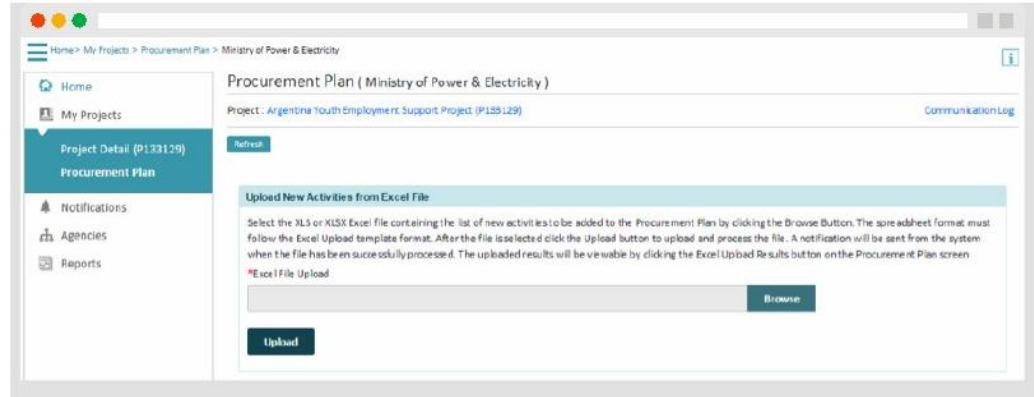 Home > My Projects > Procurement Plan > Ministry of Power & Electricity
Home
My Projects
Project Detail (P133129)
Procurement Plan
Notifications
Agencies
Reports
Procurement Plan ( Ministry of Power & Electricity )
Project : Argentina Youth Employment Support Project (P133129)
Communication Log
Refresh
Upload New Activities from Excel File
Select the XLS or XLSX Excel file containing the list of new activities to be added to the Procurement Plan by clicking the Browse Button. The spreadsheet format must
follow the Excel Upload template format. After the file is selected click the Upload button to upload and process the file. A notification will be sent from the system
when the file has been successfully processed. The uploaded results will be viewable by clicking the Excel Upload Results button on the Procurement Plan screen
*Excel File Upload
Browse
Upload